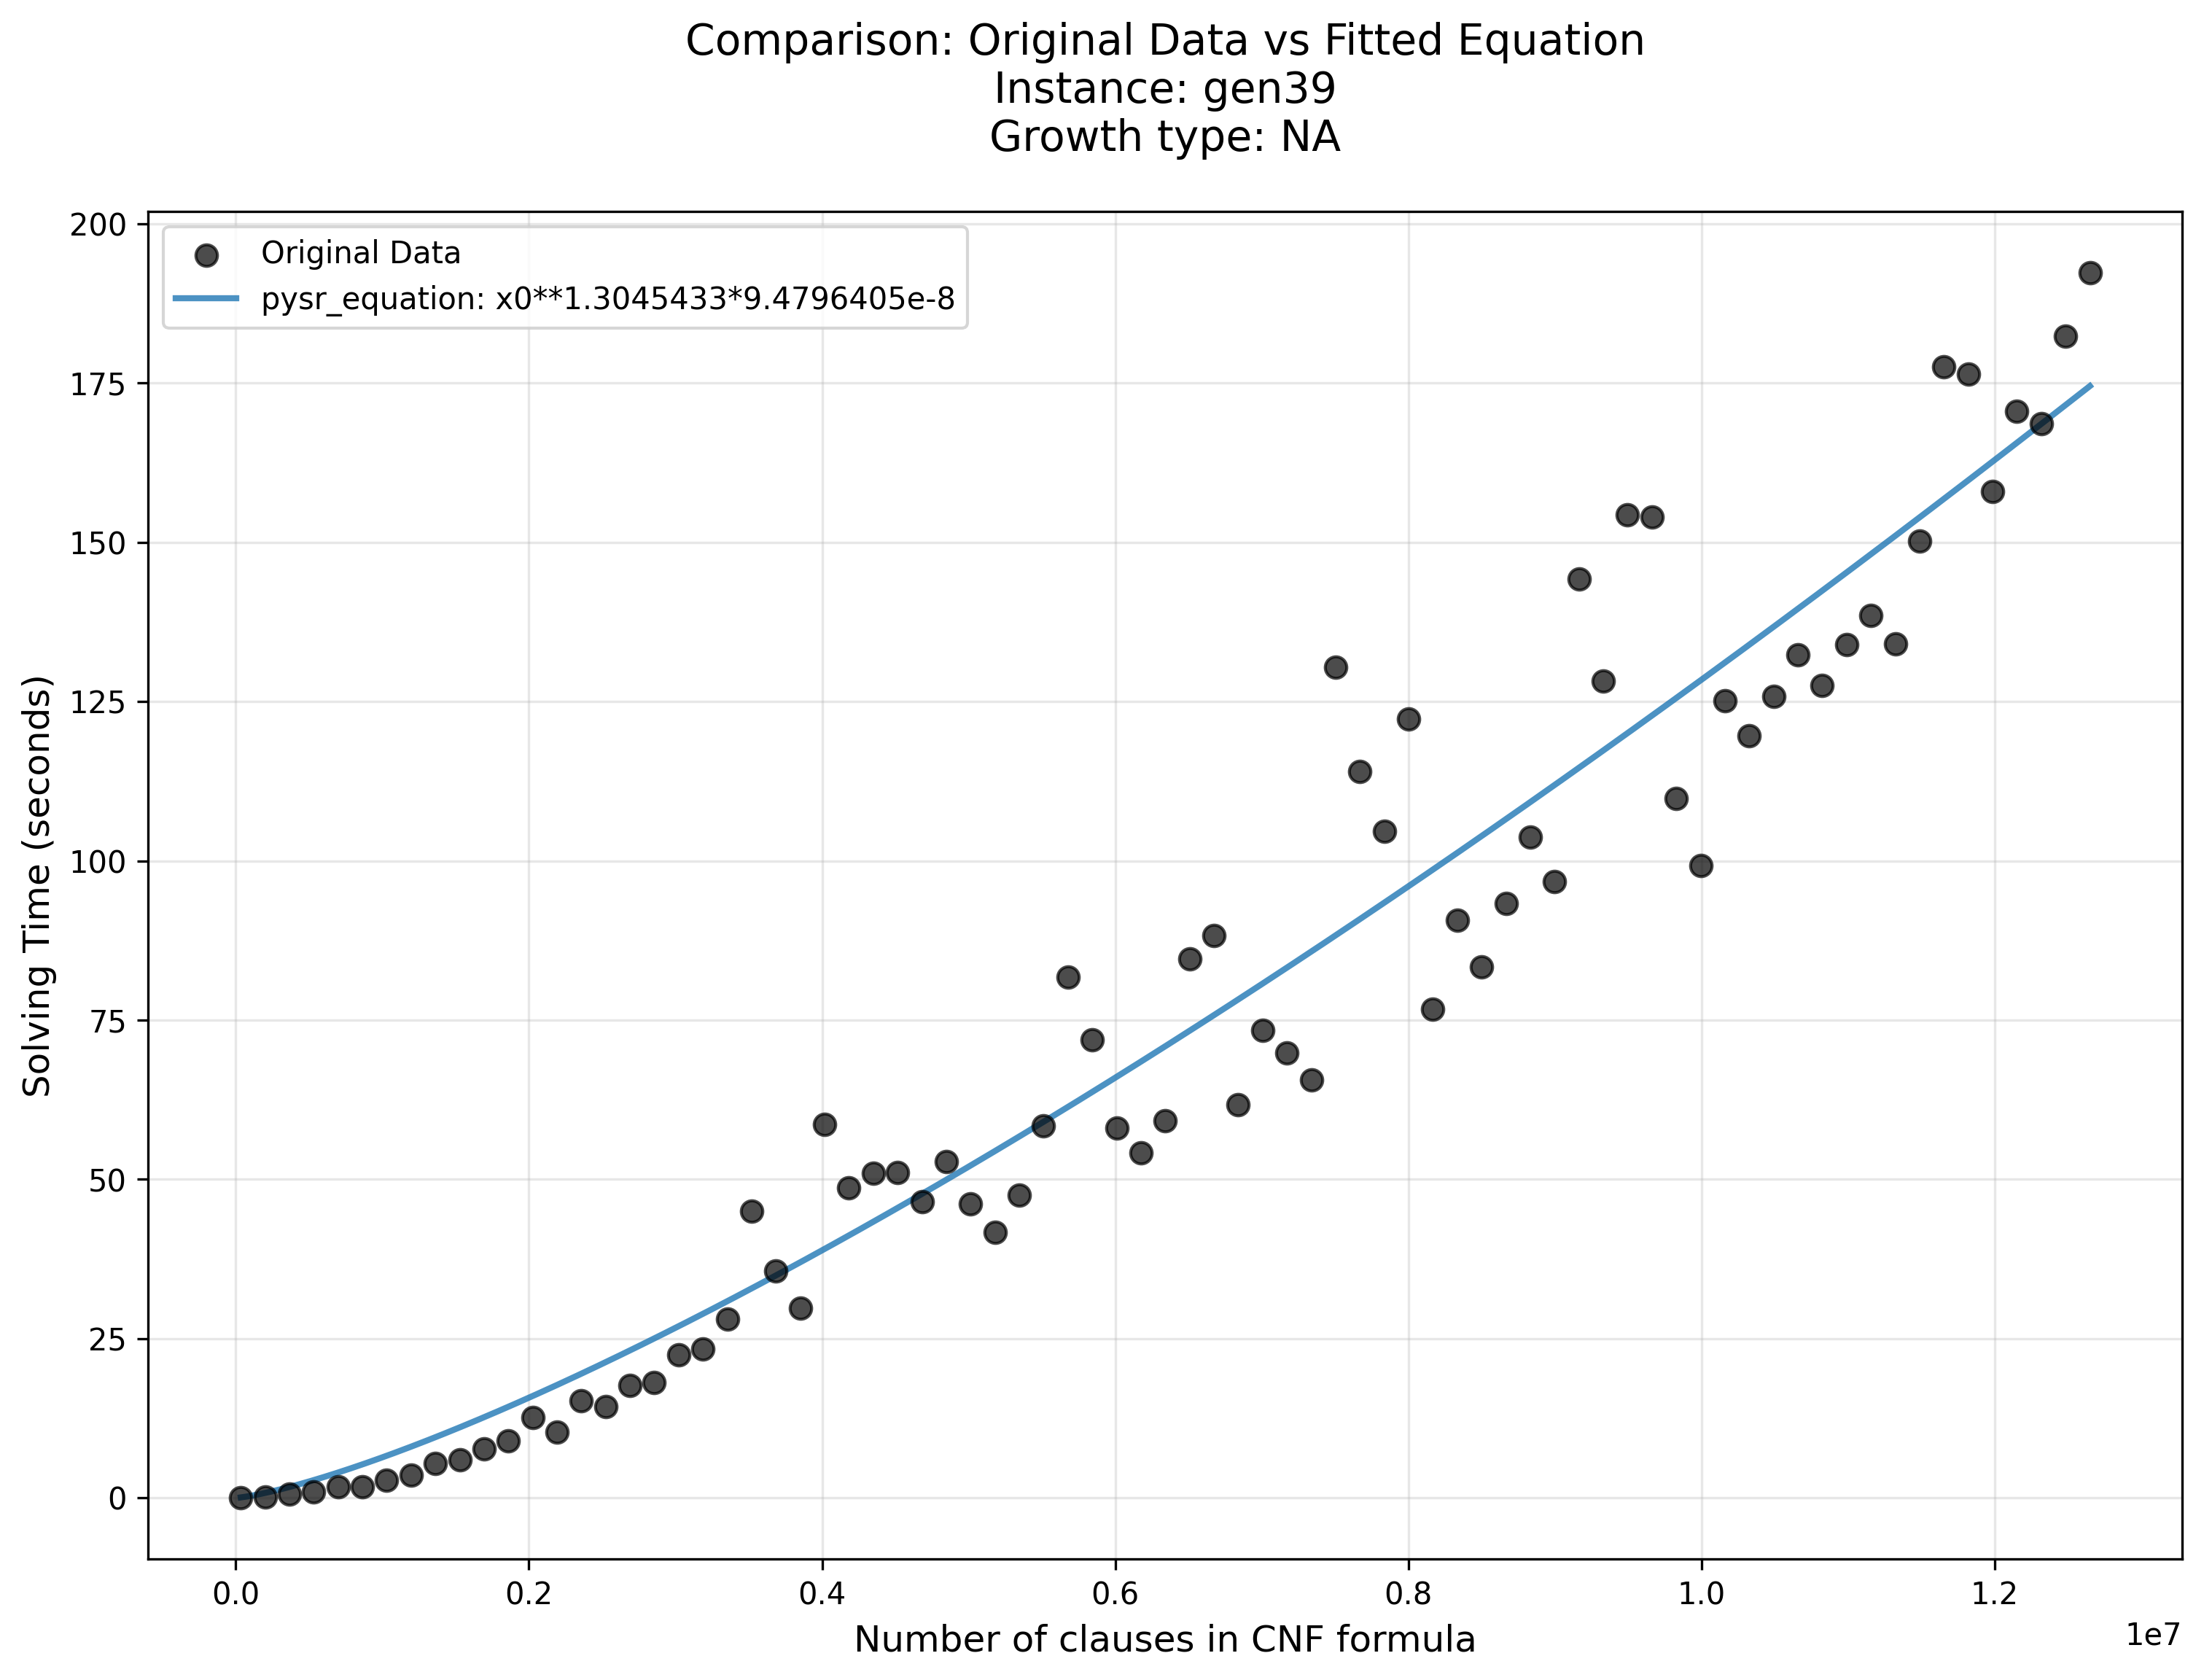 Comparison: Original Data vs Fitted Equation
Instance: gen39
Growth type: NA
Original Data
pysr_equation: x0**1.3045433*9.4796405e-8
200
175
150
125
100
75
50
25
0
Solving Time (seconds)
0.0 0.2 0.4 0.6 0.8 1.0 1.2
1e7
Number of clauses in CNF formula